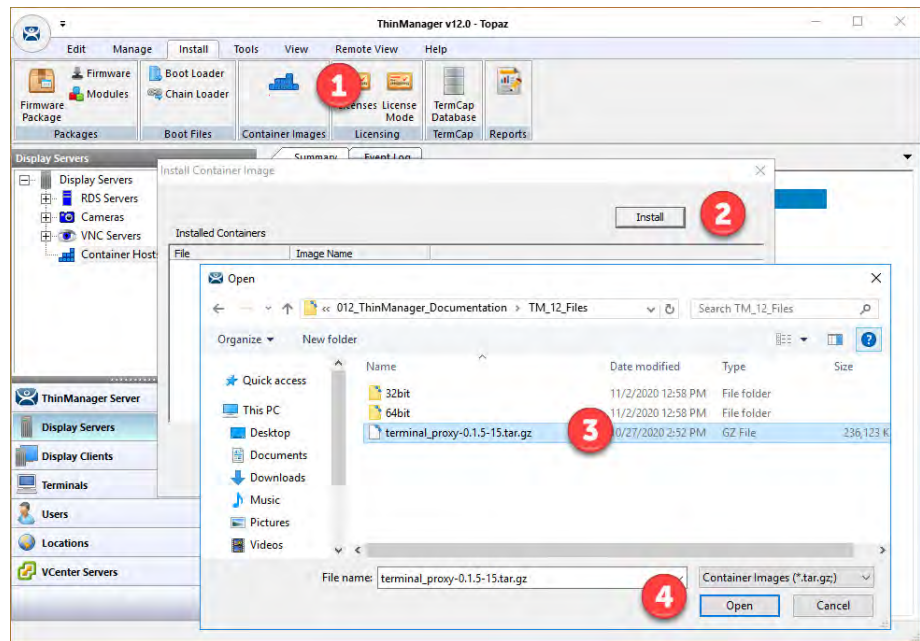 ThinManager v12.0 - Topaz
Edit Manage Install Tools View Remote View Help
Firmware
Modules
Firmware
Package
Packages
Boot Loader
Chain Loader
Boot Files
Container Images
1
License
Mode
Licensing
TermCap
Database
TermCap
Reports
Display Servers
Summary Event Log
Display Servers
RDS Servers
Cameras
VNC Servers
Container Host
Install Container Image
Install
2
Installed Containers
File Image Name
Open
« 012_ThinManager_Documentation > TM_12_Files
Search TM_12_Files
Organize New folder
Name Date modified Type Size
Quick access
This PC
Desktop
Documents
Downloads
Music
Pictures
Videos
32bit 11/2/2020 12:58 PM File folder
64bit 11/2/2020 12:58 PM File folder
terminal_proxy-0.1.5-15.tar.gz 3 10/27/2020 2:52 PM GZ File 236,123 K
File name: terminal_proxy-0.1.5-15.tar.gz
Container Images (*.tar.gz;)
4
Open Cancel
ThinManager Server
Display Servers
Display Clients
Terminals
Users
Locations
VCenter Servers